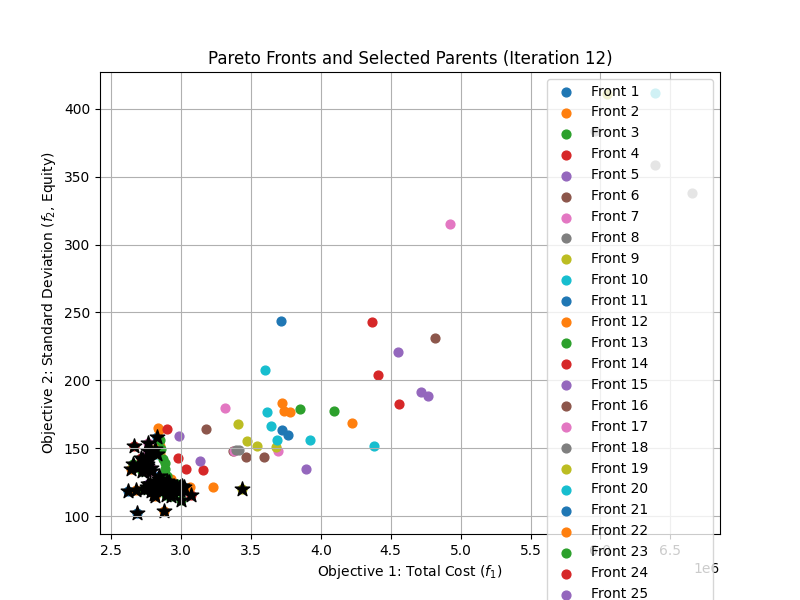 Pareto Fronts and Selected Parents (Iteration 12)
Objective 2: Standard Deviation (f₂, Equity)
400
350
300
250
200
150
100
Front 1
Front 2
Front 3
Front 4
Front 5
Front 6
Front 7
Front 8
Front 9
Front 10
Front 11
Front 12
Front 13
Front 14
Front 15
Front 16
Front 17
Front 18
Front 19
Front 20
Front 21
Front 22
Front 23
Front 24
Front 25
2.5 3.0 3.5 4.0 4.5 5.0 5.5 6.0 6.5
1e6
Objective 1: Total Cost (f₁)